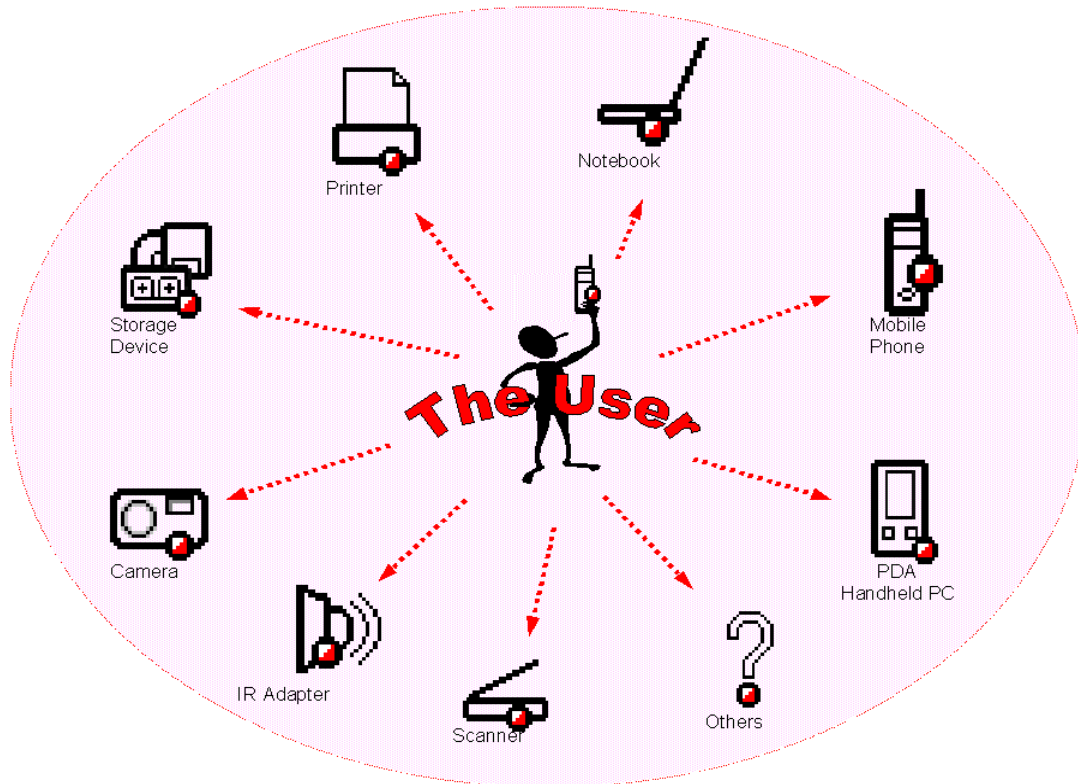 Notebook
Printer
Storage
Device
Mobile
Phone
The User
Camera
PDA
Handheld PC
IR Adapter
Scanner
Others